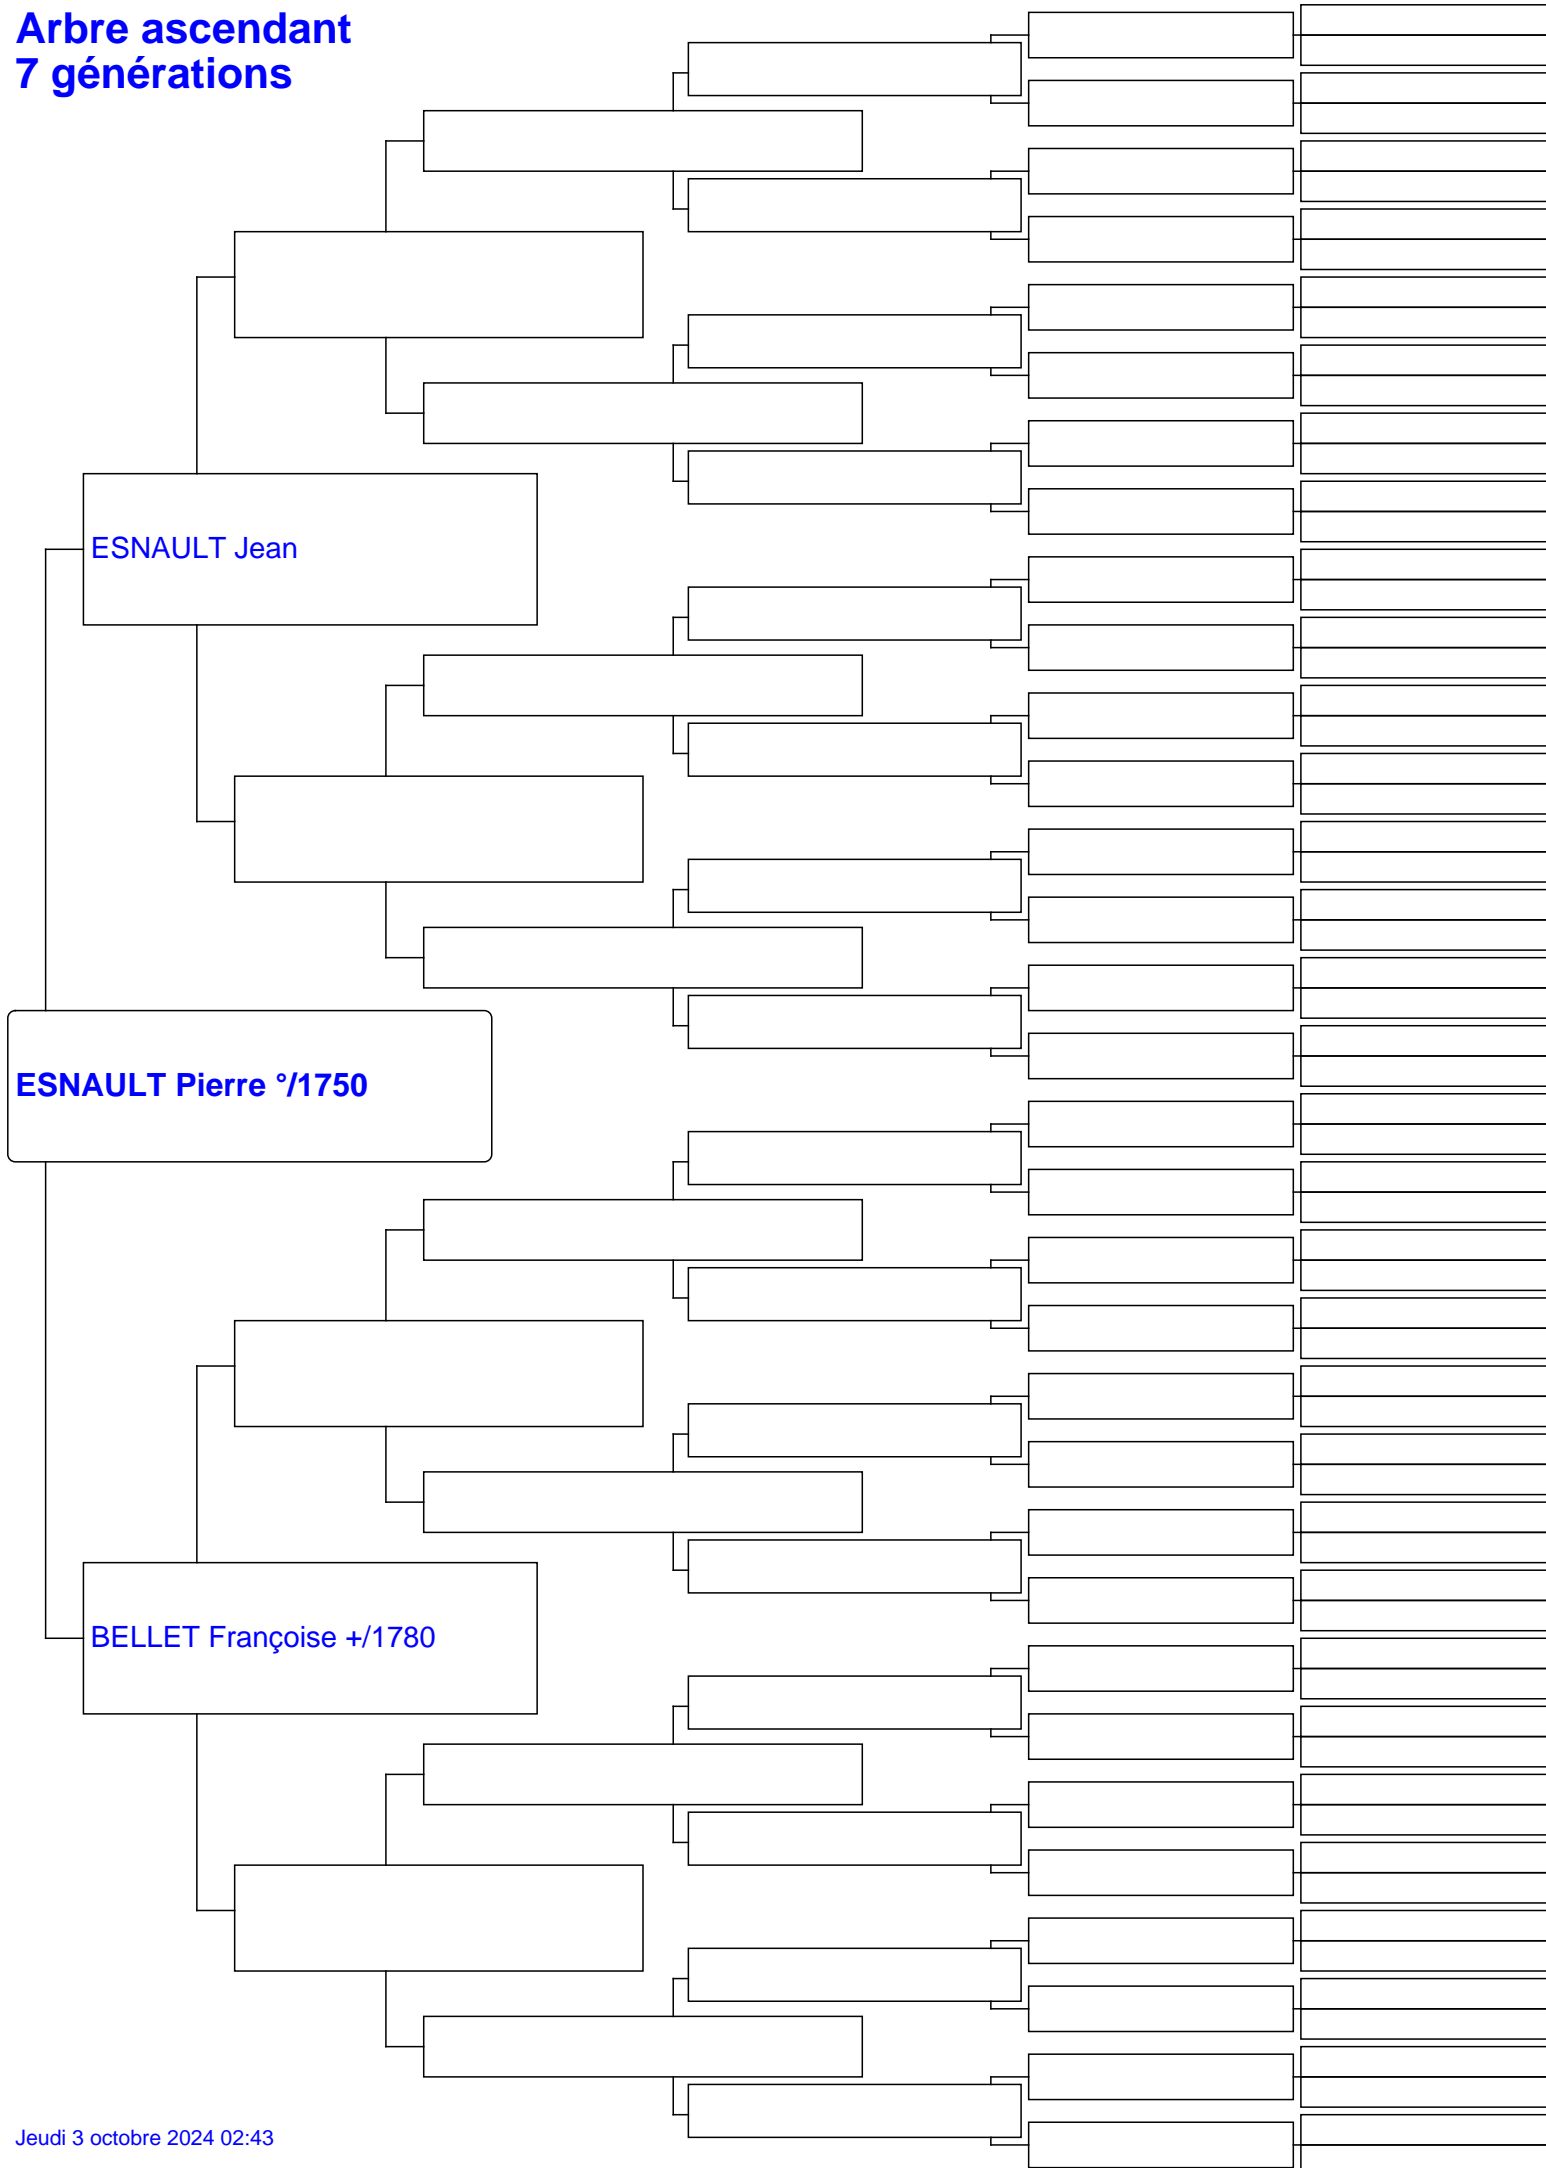 Arbre ascendant
7 générations
ESNAULT Jean
ESNAULT Pierre °/1750
BELLET Françoise +/1780
Jeudi 3 octobre 2024 02:43